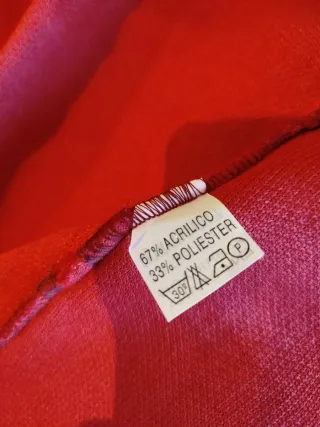 67% ACRILICO
33% POLIESTER
30° P